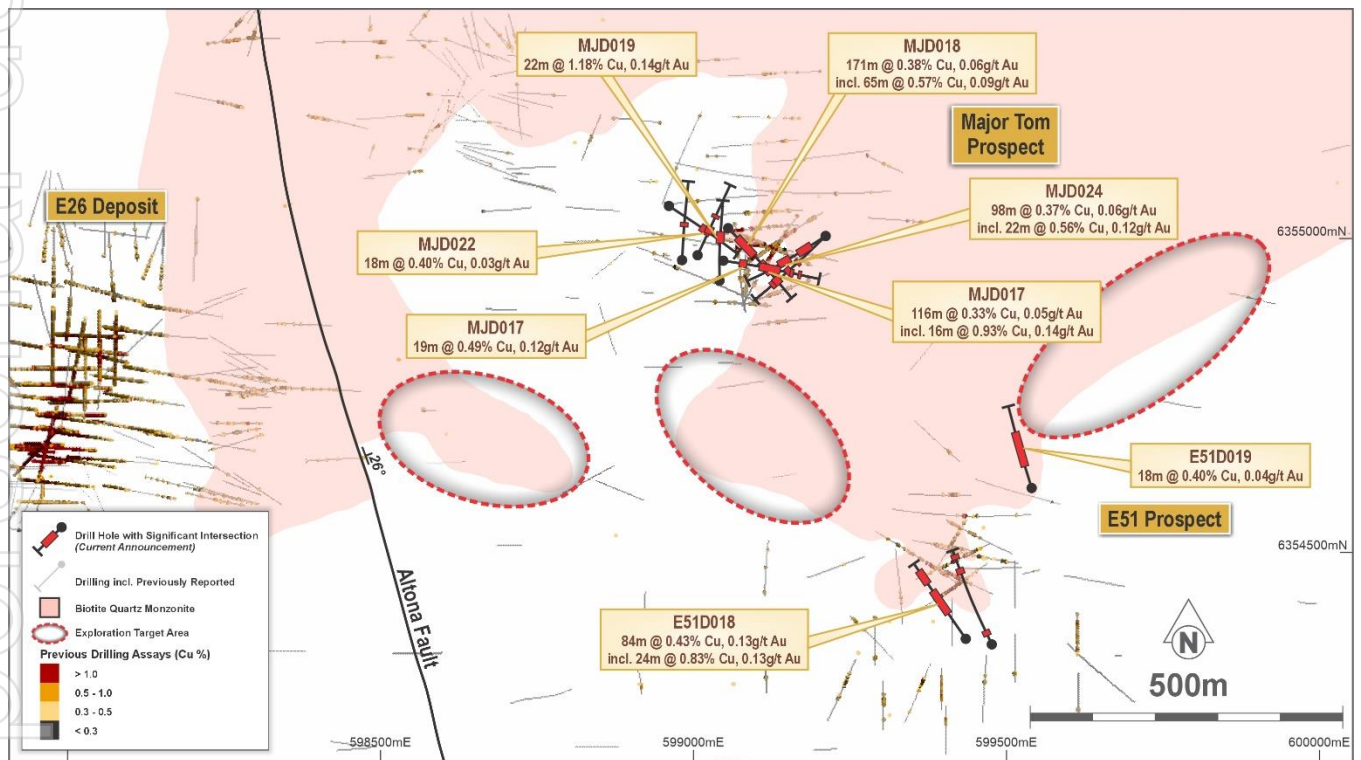 MJD019
22m @ 1.18% Cu, 0.14g/t Au
MJD018
171m @ 0.38% Cu, 0.06g/t Au
incl. 65m @ 0.57% Cu, 0.09g/t Au
Major Tom
Prospect
E26 Deposit
MJD024
98m @ 0.37% Cu, 0.06g/t Au
incl. 22m @ 0.56% Cu, 0.12g/t Au
MJD022
18m @ 0.40% Cu, 0.03g/t Au
6355000mN
MJD017
116m @ 0.33% Cu, 0.05g/t Au
incl. 16m @ 0.93% Cu, 0.14g/t Au
MJD017
19m @ 0.49% Cu, 0.12g/t Au
26°
E51D019
18m @ 0.40% Cu, 0.04g/t Au
E51 Prospect
6354500mN
Altona Fault
E51D018
84m @ 0.43% Cu, 0.13g/t Au
incl. 24m @ 0.83% Cu, 0.13g/t Au
Drill Hole with Significant Intersection
(Current Announcement)
Drilling incl. Previously Reported
Biotite Quartz Monzonite
Exploration Target Area
Previous Drilling Assays (Cu %)
> 1.0
0.5 - 1.0
0.3 - 0.5
< 0.3
N
500m
598500mE
599000mE
599500mE
600000mE